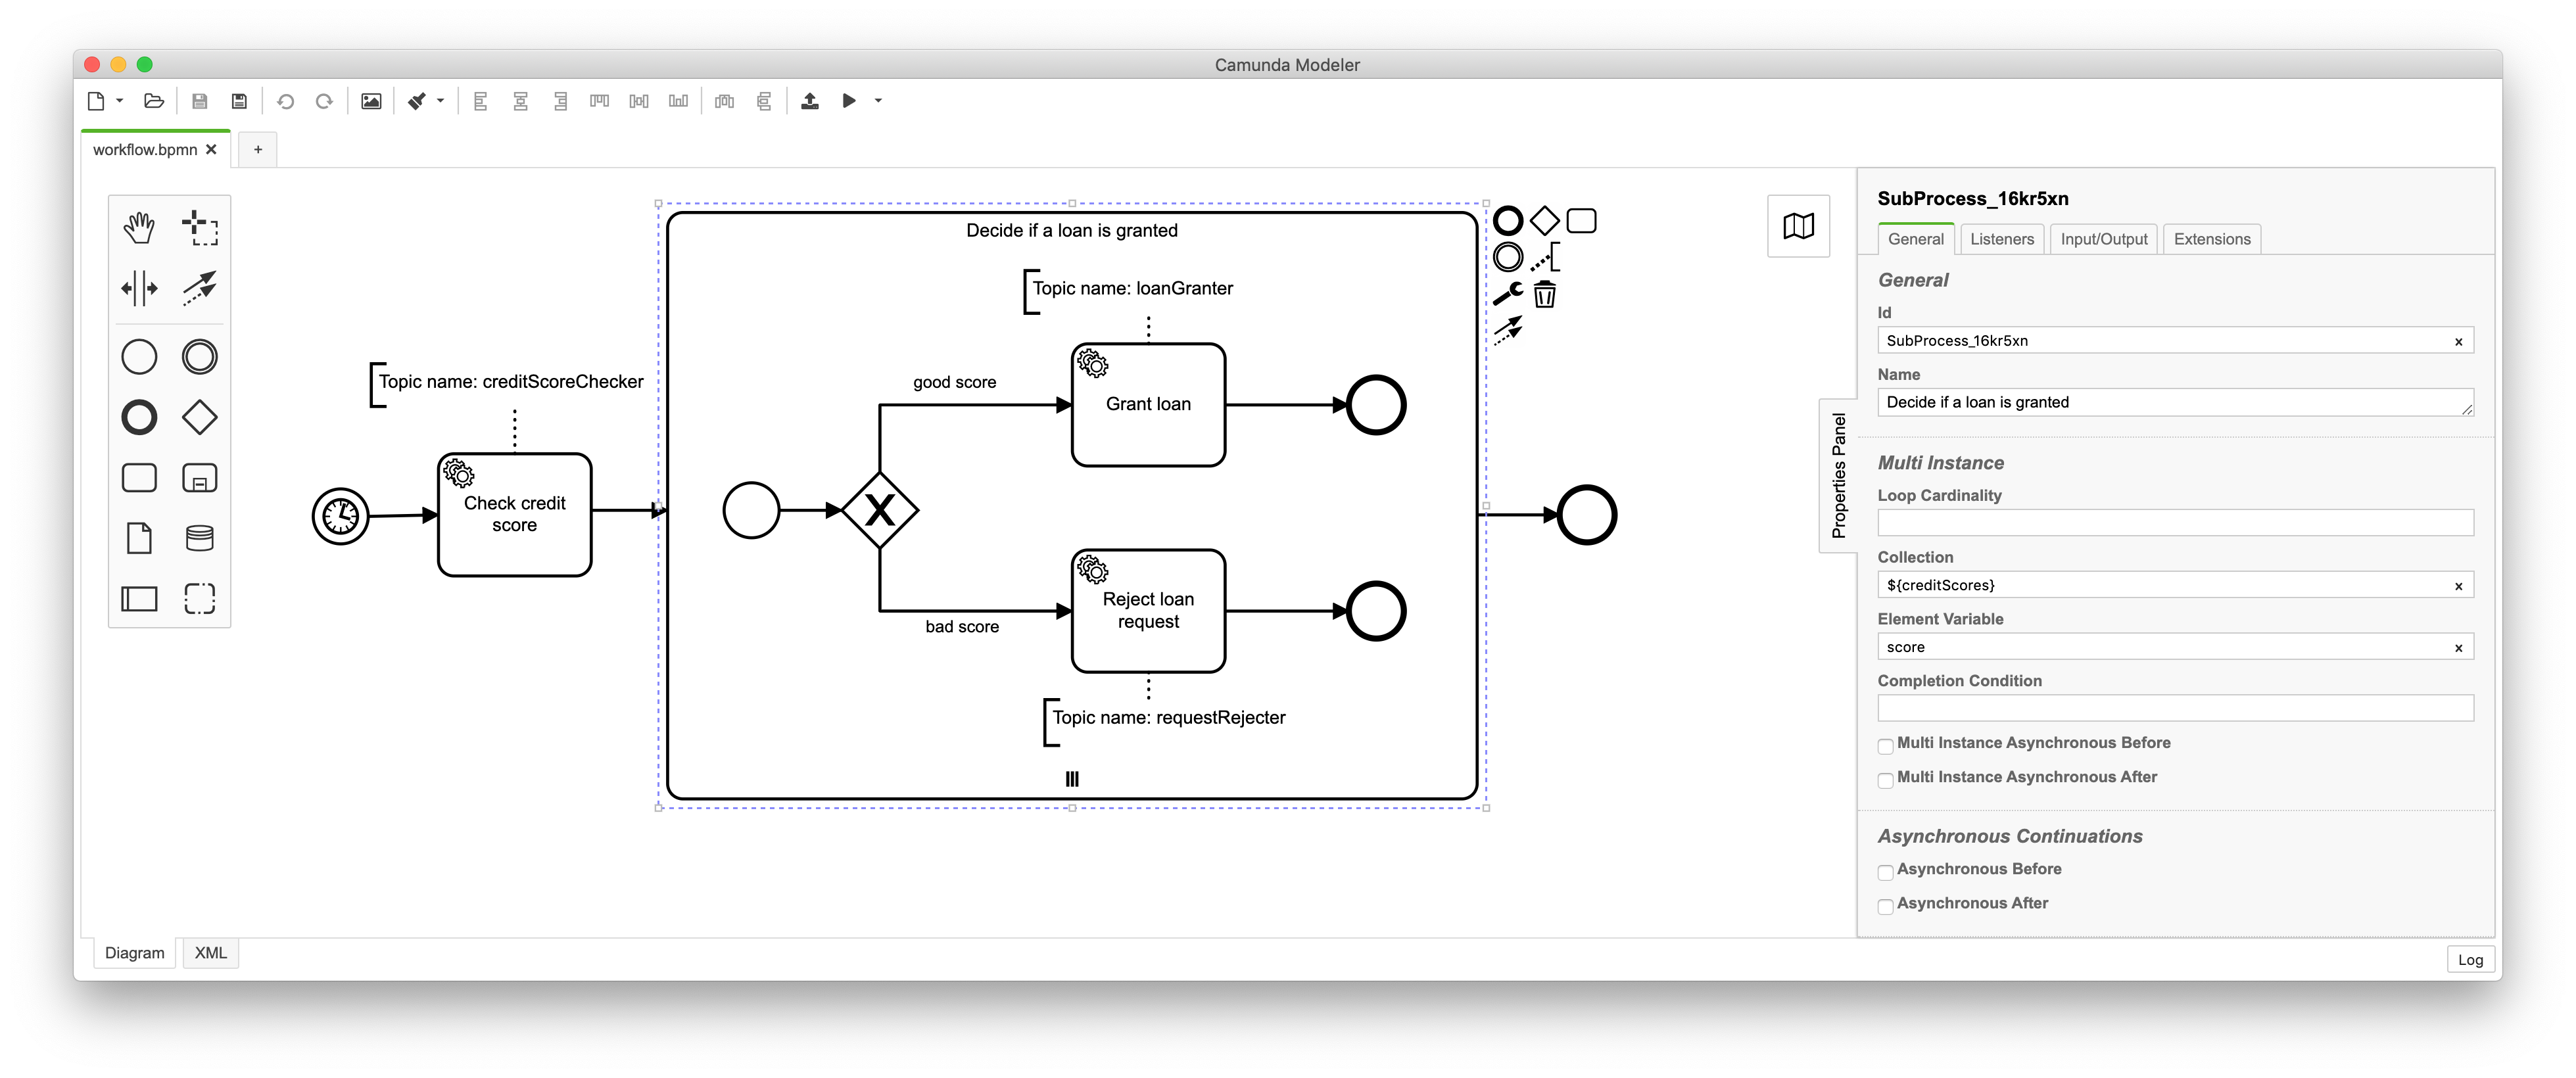 Camunda Modeler
workflow.bpmn ×
+
Topic name: creditScoreChecker
Check credit
score
Decide if a loan is granted
Topic name: loanGranter
good score
Grant loan
bad score
Reject loan
request
Topic name: requestRejecter
Properties Panel
SubProcess_16kr5xn
General
Listeners
Input/Output
Extensions
General
Id
SubProcess_16kr5xn ×
Name
Decide if a loan is granted
Multi Instance
Loop Cardinality
Collection
${creditScores} ×
Element Variable
score ×
Completion Condition
Multi Instance Asynchronous Before
Multi Instance Asynchronous After
Asynchronous Continuations
Asynchronous Before
Asynchronous After
Diagram
XML
Log